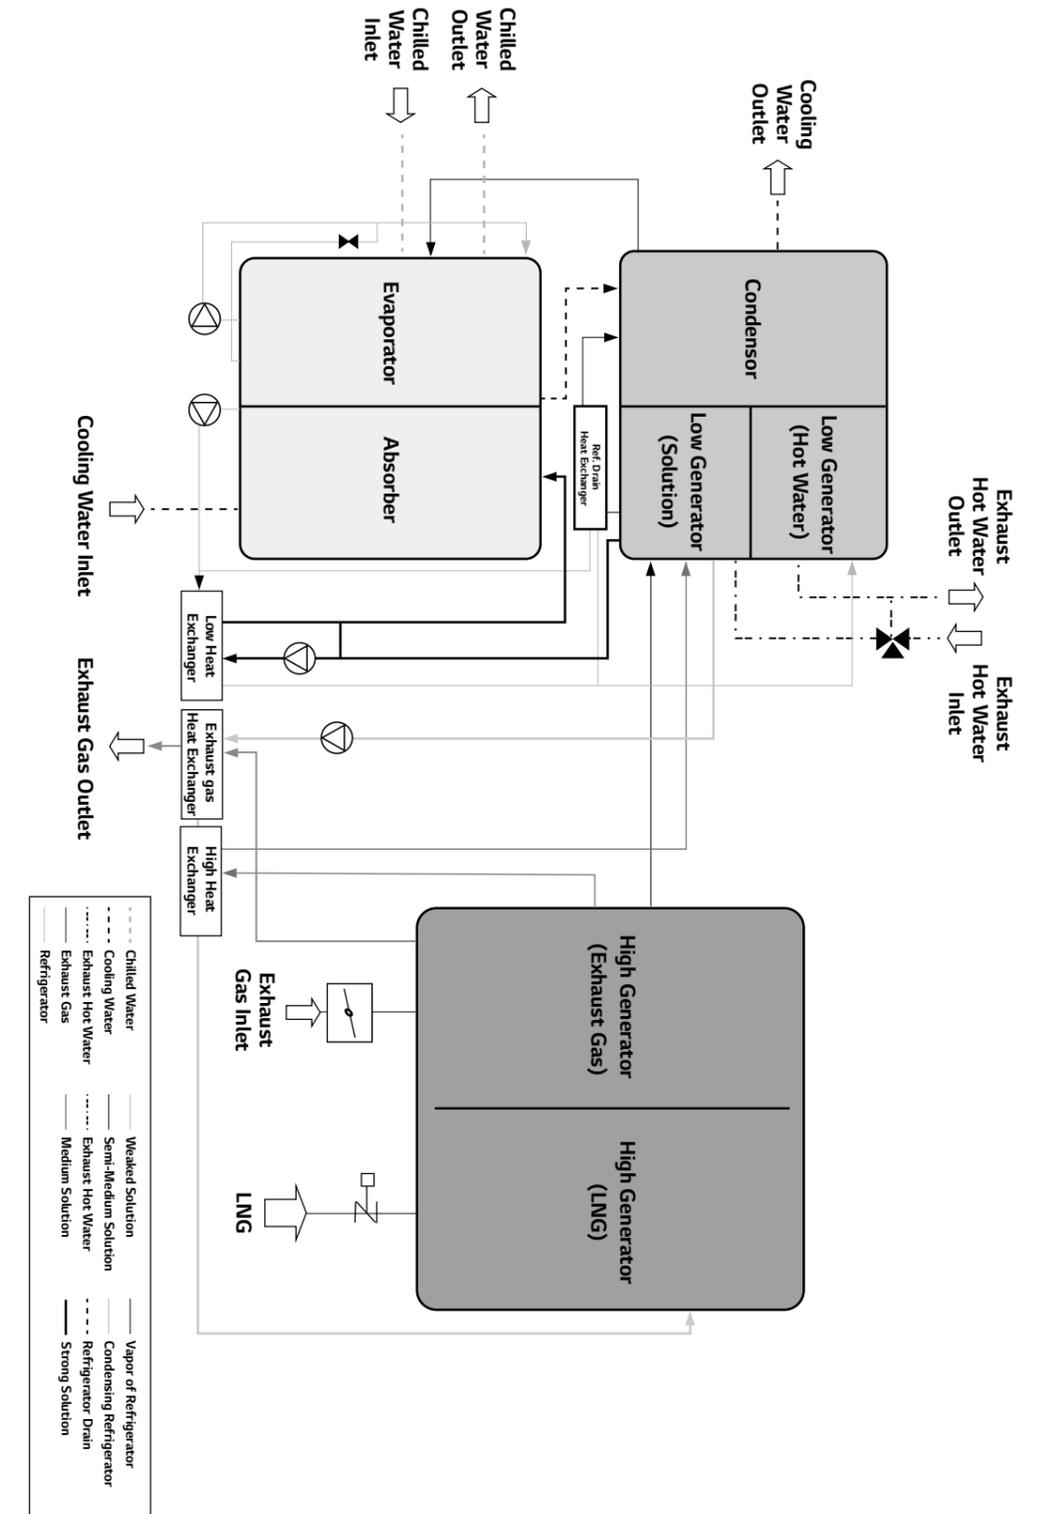 Chilled
Water
Inlet
Chilled
Water
Outlet
Cooling
Water
Outlet
Evaporator
Absorber
Condensor
Low Generator
(Solution)
Low Generator
(Hot Water)
Ref. Drain
Heat Exchanger
Exhaust
Hot Water
Outlet
Exhaust
Hot Water
Inlet
Cooling Water Inlet
Low Heat
Exchanger
Exhaust gas
Heat Exchanger
High Heat
Exchanger
Exhaust Gas Outlet
High Generator
(Exhaust Gas)
High Generator
(LNG)
Exhaust
Gas Inlet
LNG
Chilled Water
Cooling Water
Exhaust Hot Water
Exhaust Gas
Refrigerator
Weaked Solution
Semi-Medium Solution
Exhaust Hot Water
Medium Solution
Vapor of Refrigerator
Condensing Refrigerator
Refrigerator Drain
Strong Solution